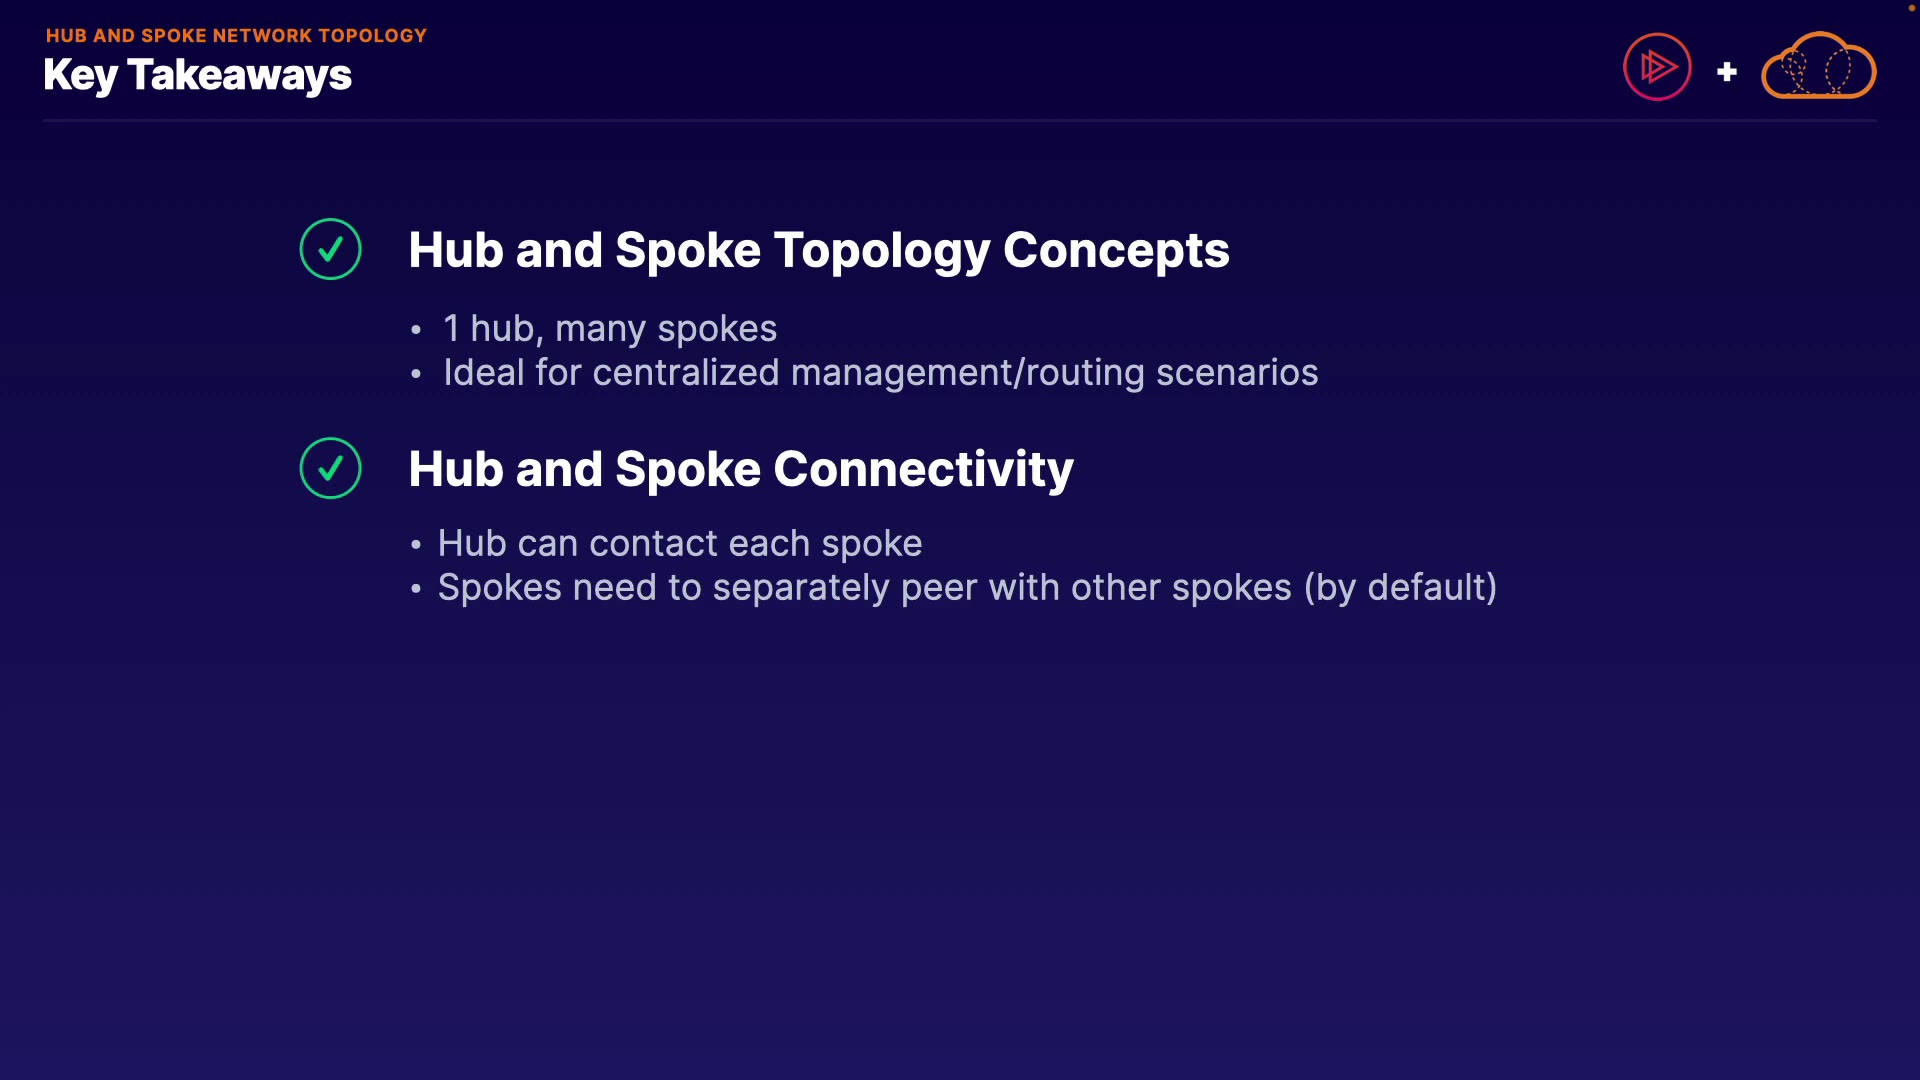 HUB AND SPOKE NETWORK TOPOLOGY
Key Takeaways
+
Hub and Spoke Topology Concepts
• 1 hub, many spokes
• Ideal for centralized management/routing scenarios
Hub and Spoke Connectivity
• Hub can contact each spoke
• Spokes need to separately peer with other spokes (by default)